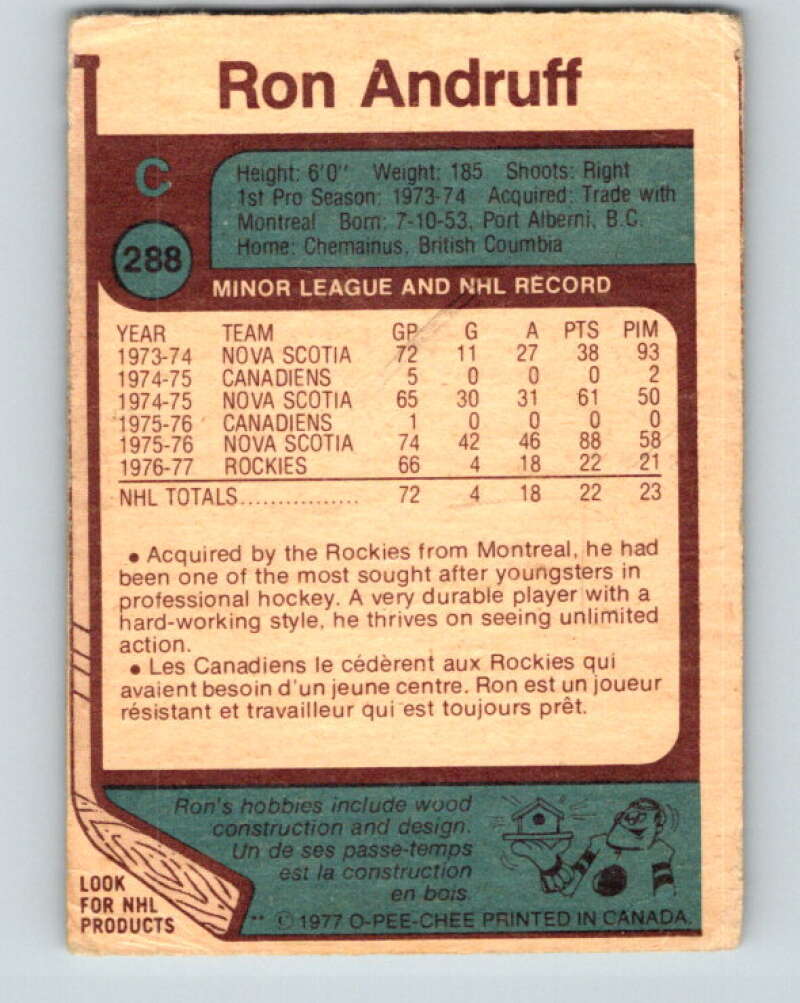 Ron Andruff
C
Height: 6'0" Weight: 185 Shoots: Right
1st Pro Season: 1973-74 Acquired: Trade with
Montreal Born: 7-10-53, Port Alberni, B.C.
Home: Chemainus, British Coumbia
288
MINOR LEAGUE AND NHL RECORD
YEAR TEAM GP G A PTS PIM
1973-74 NOVA SCOTIA 72 11 27 38 93
1974-75 CANADIENS 5 0 0 0 2
1974-75 NOVA SCOTIA 65 30 31 61 50
1975-76 CANADIENS 1 0 0 0 0
1975-76 NOVA SCOTIA 74 42 46 88 58
1976-77 ROCKIES 66 4 18 22 21
NHL TOTALS................ 72 4 18 22 23
• Acquired by the Rockies from Montreal, he had
been one of the most sought after youngsters in
professional hockey. A very durable player with a
hard-working style, he thrives on seeing unlimited
action.
• Les Canadiens le cédèrent aux Rockies qui
avaient besoin d'un jeune centre. Ron est un joueur
résistant et travailleur qui est toujours prêt.
Ron's hobbies include wood
construction and design.
Un de ses passe-temps
est la construction
en bois.
LOOK
FOR NHL
PRODUCTS
** © 1977 O-PEE-CHEE PRINTED IN CANADA.